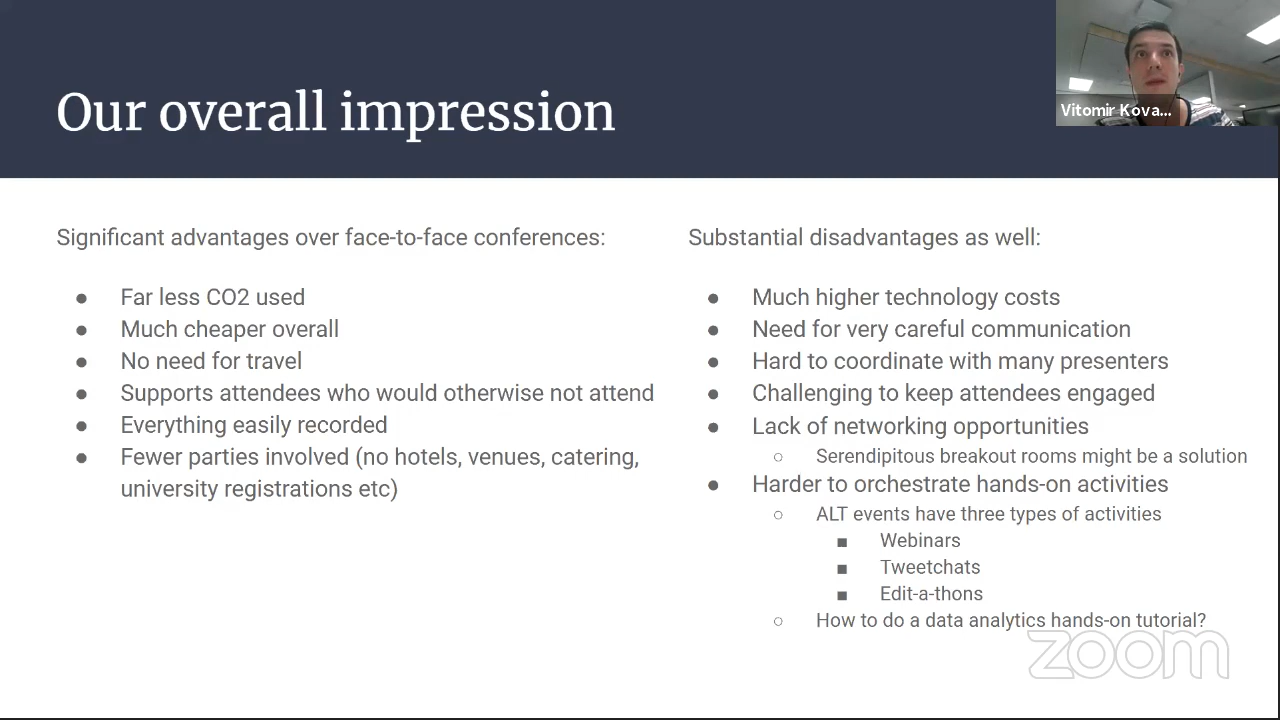 Our overall impression
Vitomir Kova...
Significant advantages over face-to-face conferences:
● Far less CO2 used
● Much cheaper overall
● No need for travel
● Supports attendees who would otherwise not attend
● Everything easily recorded
● Fewer parties involved (no hotels, venues, catering,
university registrations etc)
Substantial disadvantages as well:
● Much higher technology costs
● Need for very careful communication
● Hard to coordinate with many presenters
● Challenging to keep attendees engaged
● Lack of networking opportunities
○ Serendipitous breakout rooms might be a solution
● Harder to orchestrate hands-on activities
○ ALT events have three types of activities
■ Webinars
■ Tweetchats
■ Edit-a-thons
○ How to do a data analytics hands-on tutorial?
zoom